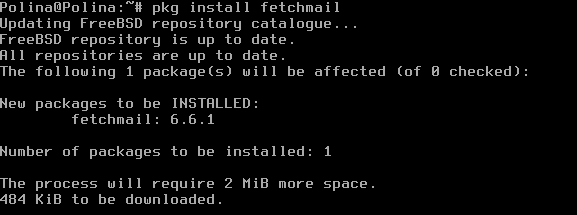 Polina@Polina:~# pkg install fetchmail
Updating FreeBSD repository catalogue...
FreeBSD repository is up to date.
All repositories are up to date.
The following 1 package(s) will be affected (of 0 checked):

New packages to be INSTALLED:
        fetchmail: 6.6.1

Number of packages to be installed: 1

The process will require 2 MiB more space.
484 KiB to be downloaded.